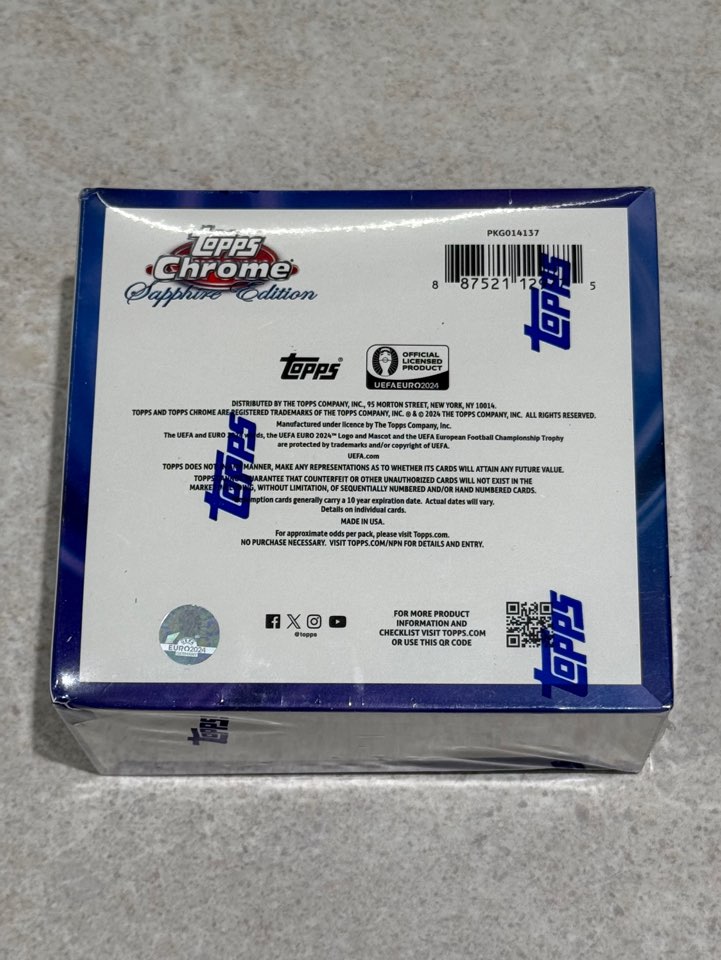 Topps
Chrome
Sapphire Edition
PKG014137
8 87521 12 5
Topps
Topps®
OFFICIAL
LICENSED
PRODUCT
UEFAEURO2024
DISTRIBUTED BY THE TOPPS COMPANY, INC., 95 MORTON STREET, NEW YORK, NY 10014.
TOPPS AND TOPPS CHROME ARE REGISTERED TRADEMARKS OF THE TOPPS COMPANY, INC. ® & © 2024 THE TOPPS COMPANY, INC. ALL RIGHTS RESERVED.
Manufactured under licence by The Topps Company, Inc.
The UEFA and EURO words, the UEFA EURO 2024™ Logo and Mascot and the UEFA European Football Championship Trophy
are protected by trademarks and/or copyright of UEFA.
UEFA.com
TOPPS DOES NOT MANNER, MAKE ANY REPRESENTATIONS AS TO WHETHER ITS CARDS WILL ATTAIN ANY FUTURE VALUE.
TOPPS GUARANTEE THAT COUNTERFEIT OR OTHER UNAUTHORIZED CARDS WILL NOT EXIST IN THE
WITHOUT LIMITATION, OF SEQUENTIALLY NUMBERED AND/OR HAND NUMBERED CARDS.
cards generally carry a 10 year expiration date. Actual dates will vary.
Details on individual cards.
MADE IN USA.
For approximate odds per pack, please visit Topps.com.
NO PURCHASE NECESSARY. VISIT TOPPS.COM/NPN FOR DETAILS AND ENTRY.
Topps
EURO2024
@topps
FOR MORE PRODUCT
INFORMATION AND
CHECKLIST VISIT TOPPS.COM
OR USE THIS QR CODE
Topps
Topps